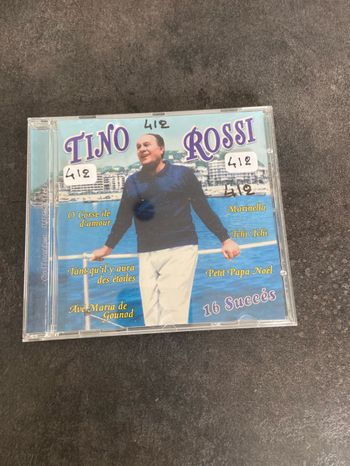 TINO
ROSSI
412
412
412
412
O Corse île
d'amour
Marinella
Tchi Tchi
Tant qu'il y aura
des étoiles
Petit Papa Noël
Ave Maria de
Gounod
16 Succés